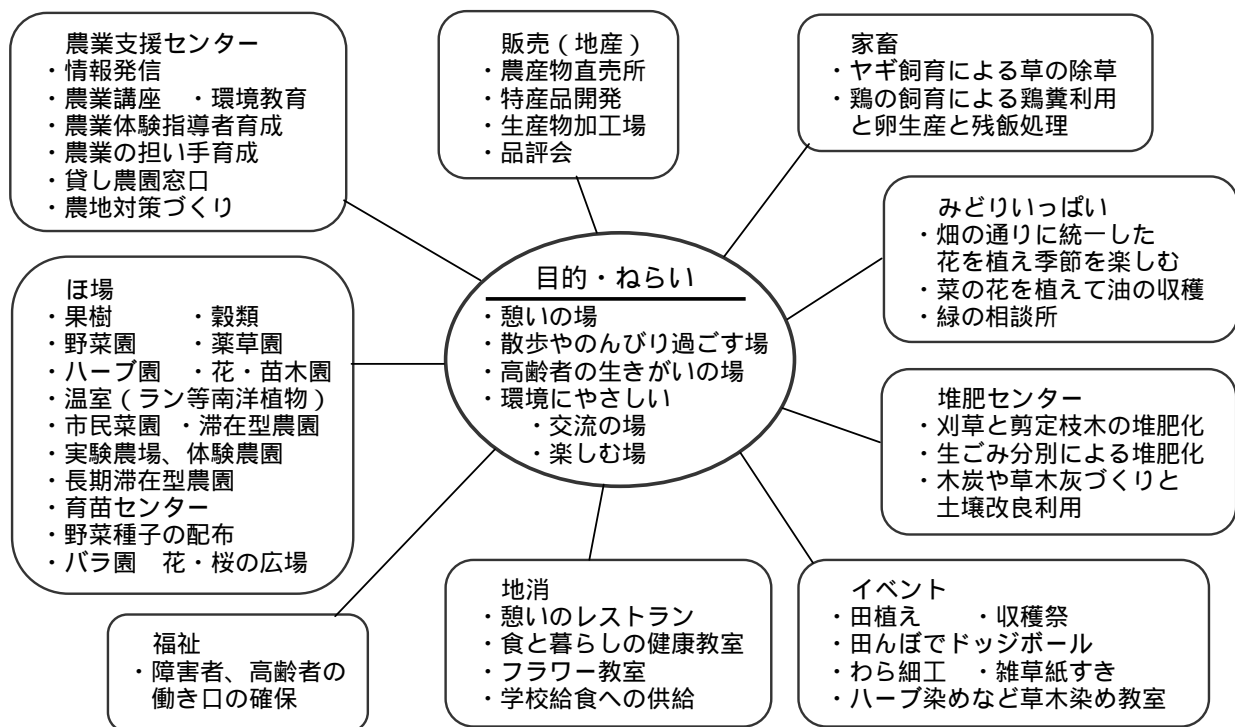 農業支援センター
・情報発信
・農業講座　・環境教育
・農業体験指導者育成
・農業の担い手育成
・貸し農園窓口
・農地対策づくり
販売（地産）
・農産物直売所
・特産品開発
・生産物加工場
・品評会
家畜
・ヤギ飼育による草の除草
・鶏の飼育による鶏糞利用
と卵生産と残飯処理
みどりいっぱい
・畑の通りに統一した
花を植え季節を楽しむ
・菜の花を植えて油の収穫
・緑の相談所
目的・ねらい
・憩いの場
・散歩やのんびり過ごす場
・高齢者の生きがいの場
・環境にやさしい
・交流の場
・楽しむ場
ほ場
・果樹　・穀類
・野菜園　・薬草園
・ハーブ園　・花・苗木園
・温室（ラン等南洋植物）
・市民菜園　・滞在型農園
・実験農場、体験農園
・長期滞在型農園
・育苗センター
・野菜種子の配布
・バラ園　花・桜の広場
堆肥センター
・刈草と剪定枝木の堆肥化
・生ごみ分別による堆肥化
・木炭や草木灰づくりと
土壌改良利用
福祉
・障害者、高齢者の
働き口の確保
地消
・憩いのレストラン
・食と暮らしの健康教室
・フラワー教室
・学校給食への供給
イベント
・田植え　・収穫祭
・田んぼでドッジボール
・わら細工　・雑草紙すき
・ハーブ染めなど草木染め教室